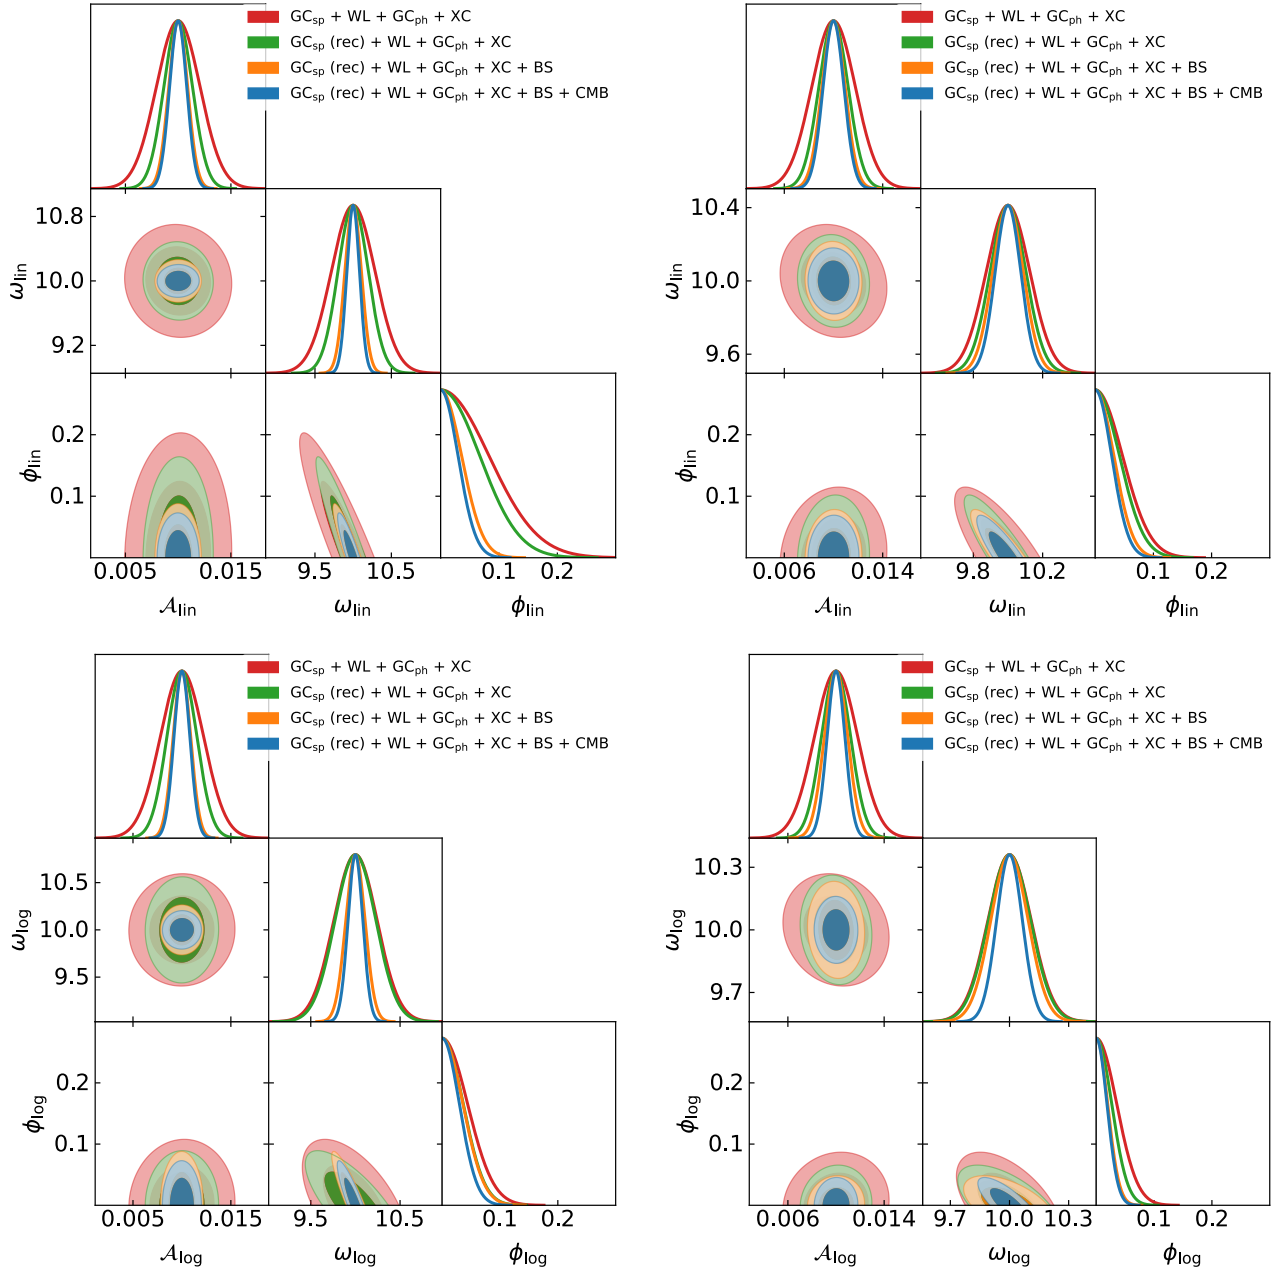 GCsp + WL + GCph + XC
GCsp (rec) + WL + GCph + XC
GCsp (rec) + WL + GCph + XC + BS
GCsp (rec) + WL + GCph + XC + BS + CMB
10.8
10.0
9.2
ωlin
0.2
0.1
ϕlin
0.005 0.015
9.5 10.5
0.1 0.2
𝒜lin
ωlin
ϕlin
GCsp + WL + GCph + XC
GCsp (rec) + WL + GCph + XC
GCsp (rec) + WL + GCph + XC + BS
GCsp (rec) + WL + GCph + XC + BS + CMB
10.4
10.0
9.6
ωlin
0.2
0.1
ϕlin
0.006 0.014
9.8 10.2
0.1 0.2
𝒜lin
ωlin
ϕlin
GCsp + WL + GCph + XC
GCsp (rec) + WL + GCph + XC
GCsp (rec) + WL + GCph + XC + BS
GCsp (rec) + WL + GCph + XC + BS + CMB
10.5
10.0
9.5
ωlog
0.2
0.1
ϕlog
0.005 0.015
9.5 10.5
0.1 0.2
𝒜log
ωlog
ϕlog
GCsp + WL + GCph + XC
GCsp (rec) + WL + GCph + XC
GCsp (rec) + WL + GCph + XC + BS
GCsp (rec) + WL + GCph + XC + BS + CMB
10.3
10.0
9.7
ωlog
0.2
0.1
ϕlog
0.006 0.014
9.7 10.0 10.3
0.1 0.2
𝒜log
ωlog
ϕlog